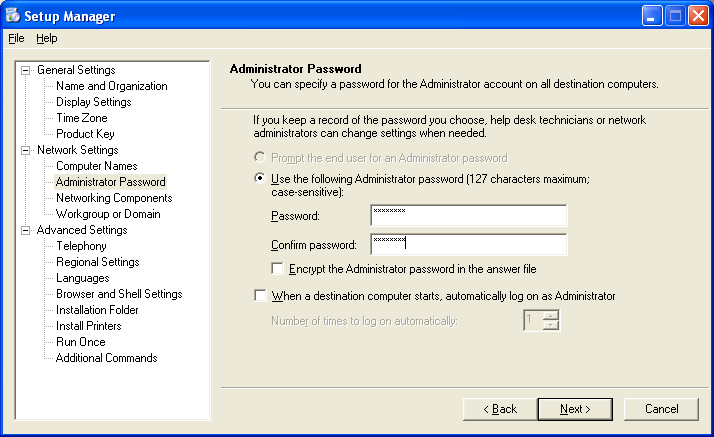 Setup Manager
File Help
General Settings
Name and Organization
Display Settings
Time Zone
Product Key
Network Settings
Computer Names
Administrator Password
Networking Components
Workgroup or Domain
Advanced Settings
Telephony
Regional Settings
Languages
Browser and Shell Settings
Installation Folder
Install Printers
Run Once
Additional Commands
Administrator Password
You can specify a password for the Administrator account on all destination computers.
If you keep a record of the password you choose, help desk technicians or network
administrators can change settings when needed.
Prompt the end user for an Administrator password
Use the following Administrator password (127 characters maximum;
case-sensitive):
Password: ********
Confirm password: ********
Encrypt the Administrator password in the answer file
When a destination computer starts, automatically log on as Administrator
Number of times to log on automatically: 1
< Back Next > Cancel